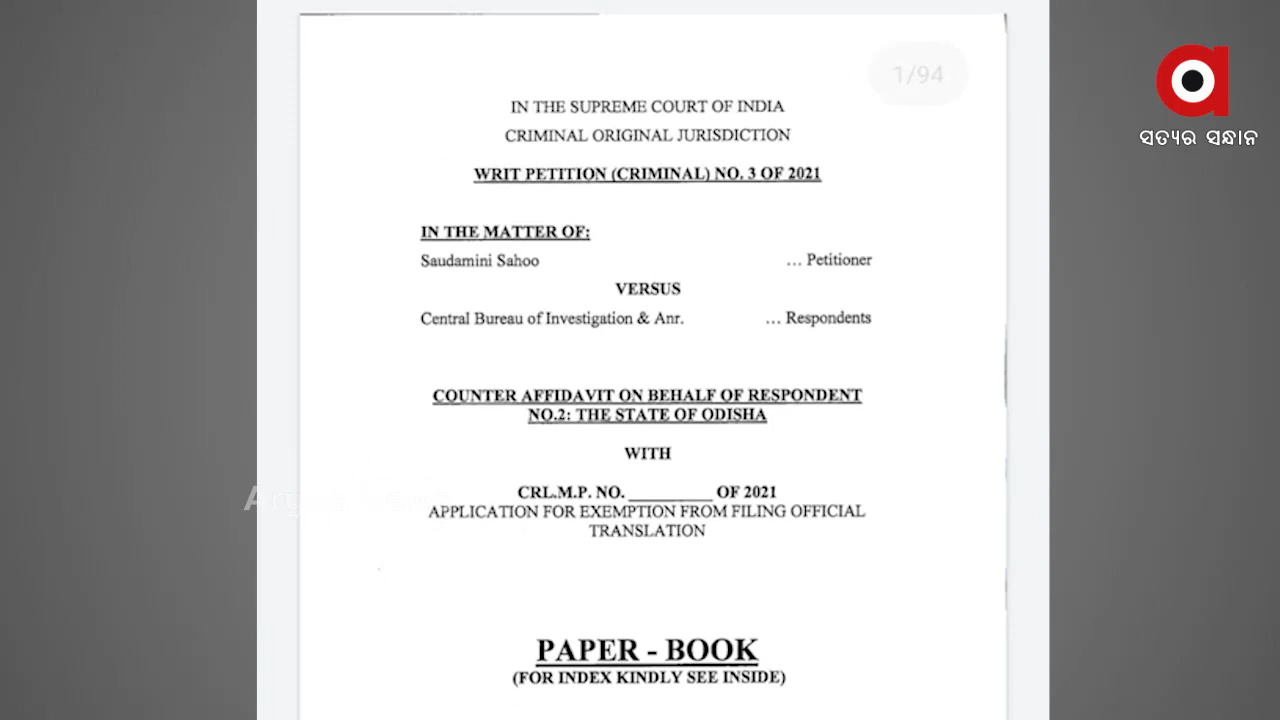 1/94
IN THE SUPREME COURT OF INDIA
CRIMINAL ORIGINAL JURISDICTION
WRIT PETITION (CRIMINAL) NO. 3 OF 2021
IN THE MATTER OF:
Saudamini Sahoo ... Petitioner
VERSUS
Central Bureau of Investigation & Anr. ... Respondents
COUNTER AFFIDAVIT ON BEHALF OF RESPONDENT
NO.2: THE STATE OF ODISHA
WITH
CRL.M.P. NO. __________ OF 2021
APPLICATION FOR EXEMPTION FROM FILING OFFICIAL
TRANSLATION
PAPER - BOOK
(FOR INDEX KINDLY SEE INSIDE)
ସତ୍ୟର ସନ୍ଧାନ